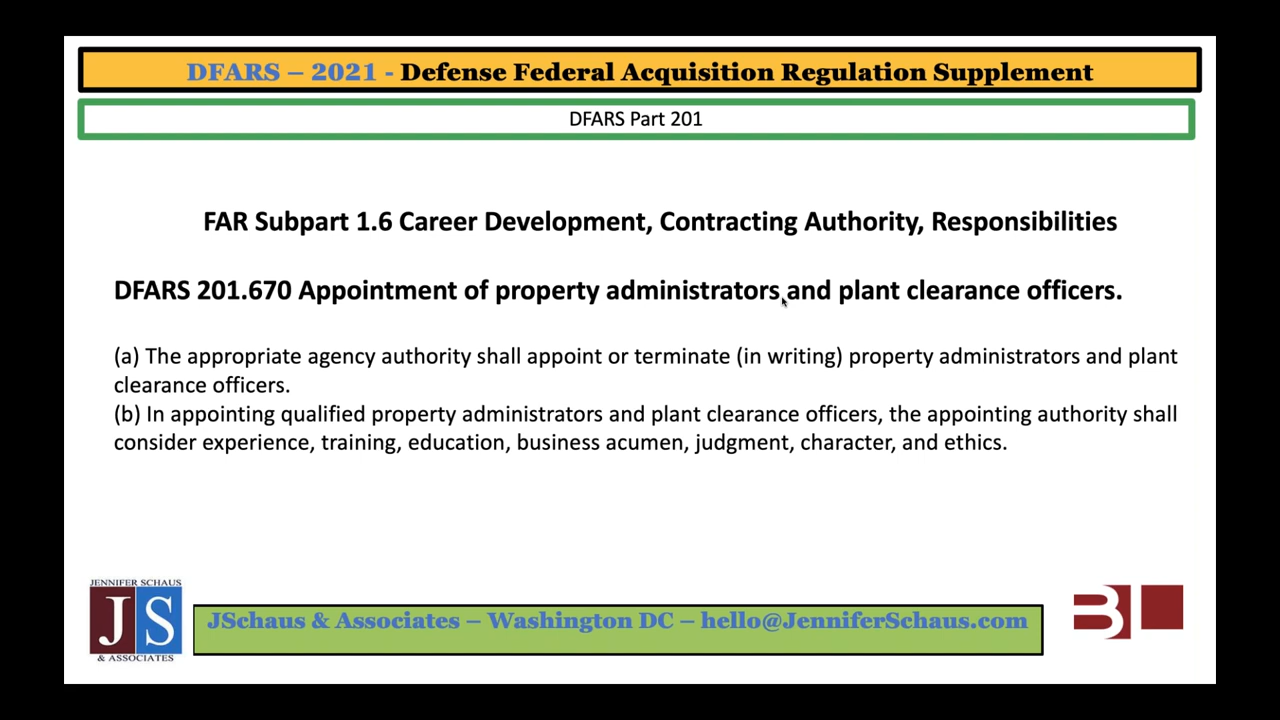 DFARS – 2021 - Defense Federal Acquisition Regulation Supplement
DFARS Part 201
FAR Subpart 1.6 Career Development, Contracting Authority, Responsibilities
DFARS 201.670 Appointment of property administrators and plant clearance officers.
(a) The appropriate agency authority shall appoint or terminate (in writing) property administrators and plant
clearance officers.
(b) In appointing qualified property administrators and plant clearance officers, the appointing authority shall
consider experience, training, education, business acumen, judgment, character, and ethics.
JENNIFER SCHAUS
JS
& ASSOCIATES
JSchaus & Associates – Washington DC – hello@JenniferSchaus.com